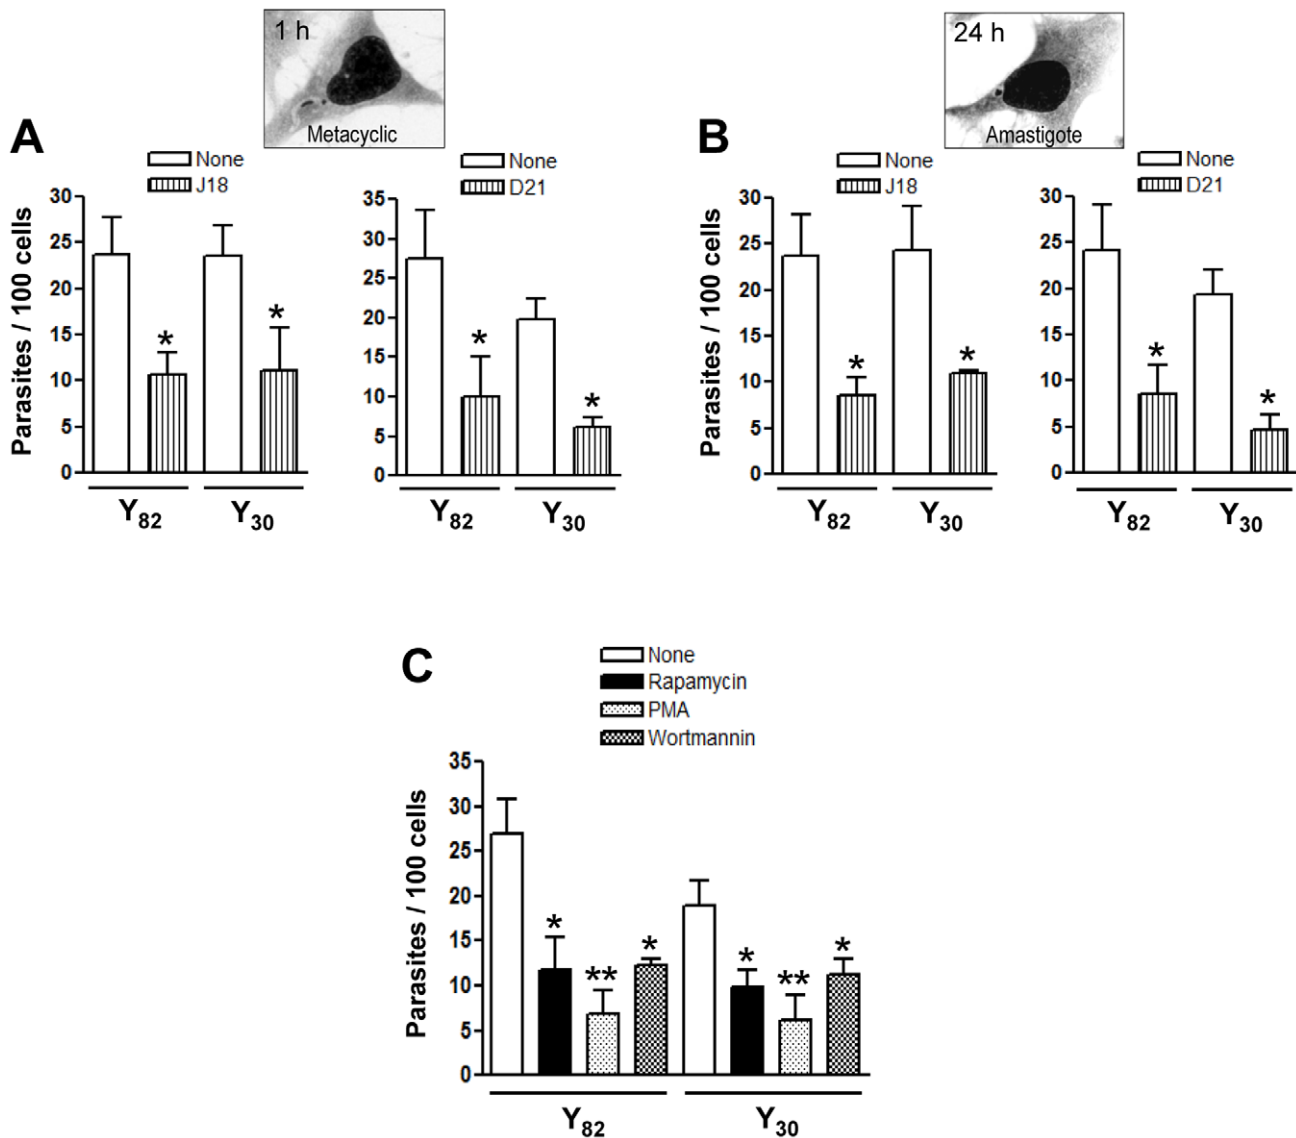 1 h
Metacyclic
24 h
Amastigote
A
None
J18
Parasites / 100 cells
30
25
20
15
10
5
0
*
*
Y82
Y30
None
D21
35
30
25
20
15
10
5
0
*
*
Y82
Y30
B
None
J18
Parasites / 100 cells
30
25
20
15
10
5
0
*
*
Y82
Y30
None
D21
30
25
20
15
10
5
0
*
*
Y82
Y30
C
None
Rapamycin
PMA
Wortmannin
Parasites / 100 cells
35
30
25
20
15
10
5
0
*
**
*
*
**
*
Y82
Y30